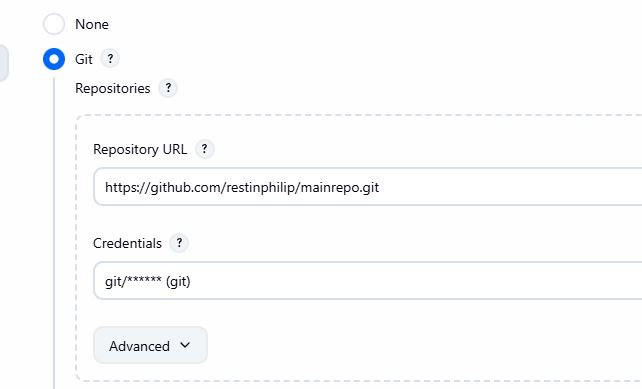 None
Git ?
Repositories ?
Repository URL ?
https://github.com/restinphilip/mainrepo.git
Credentials ?
git/****** (git)
Advanced